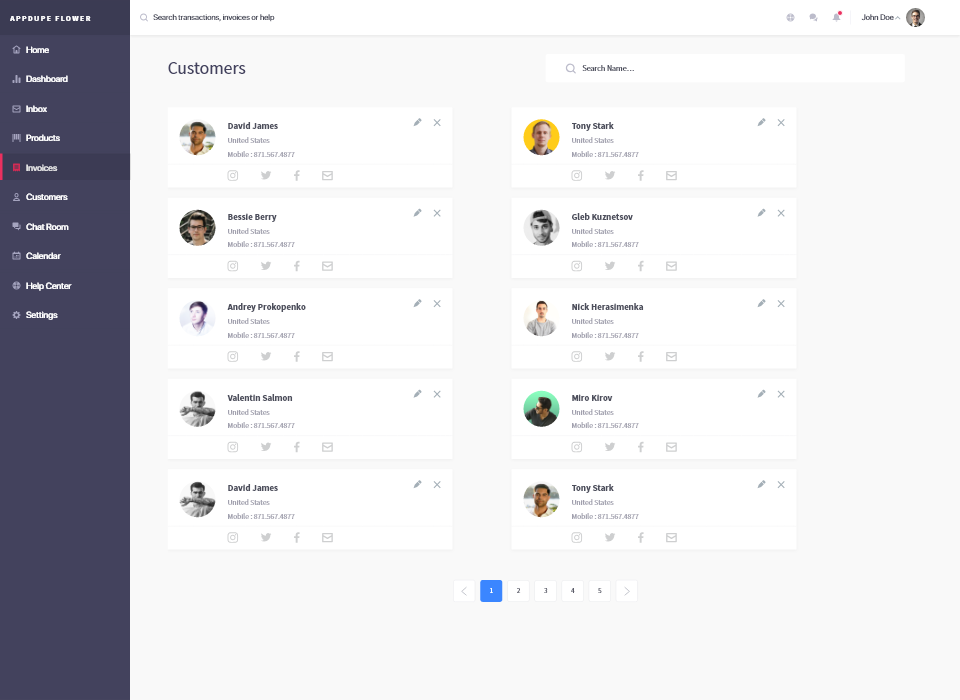 APPDUPE FLOWER
Search transactions, invoices or help
John Doe
Home
Dashboard
Inbox
Products
Invoices
Customers
Chat Room
Calendar
Help Center
Settings
Customers
Search Name...
David James
United States
Mobile : 871.567.4877
Tony Stark
United States
Mobile : 871.567.4877
Bessie Berry
United States
Mobile : 871.567.4877
Gleb Kuznetsov
United States
Mobile : 871.567.4877
Andrey Prokopenko
United States
Mobile : 871.567.4877
Nick Herasimenka
United States
Mobile : 871.567.4877
Valentin Salmon
United States
Mobile : 871.567.4877
Miro Kirov
United States
Mobile : 871.567.4877
David James
United States
Mobile : 871.567.4877
Tony Stark
United States
Mobile : 871.567.4877
1 2 3 4 5